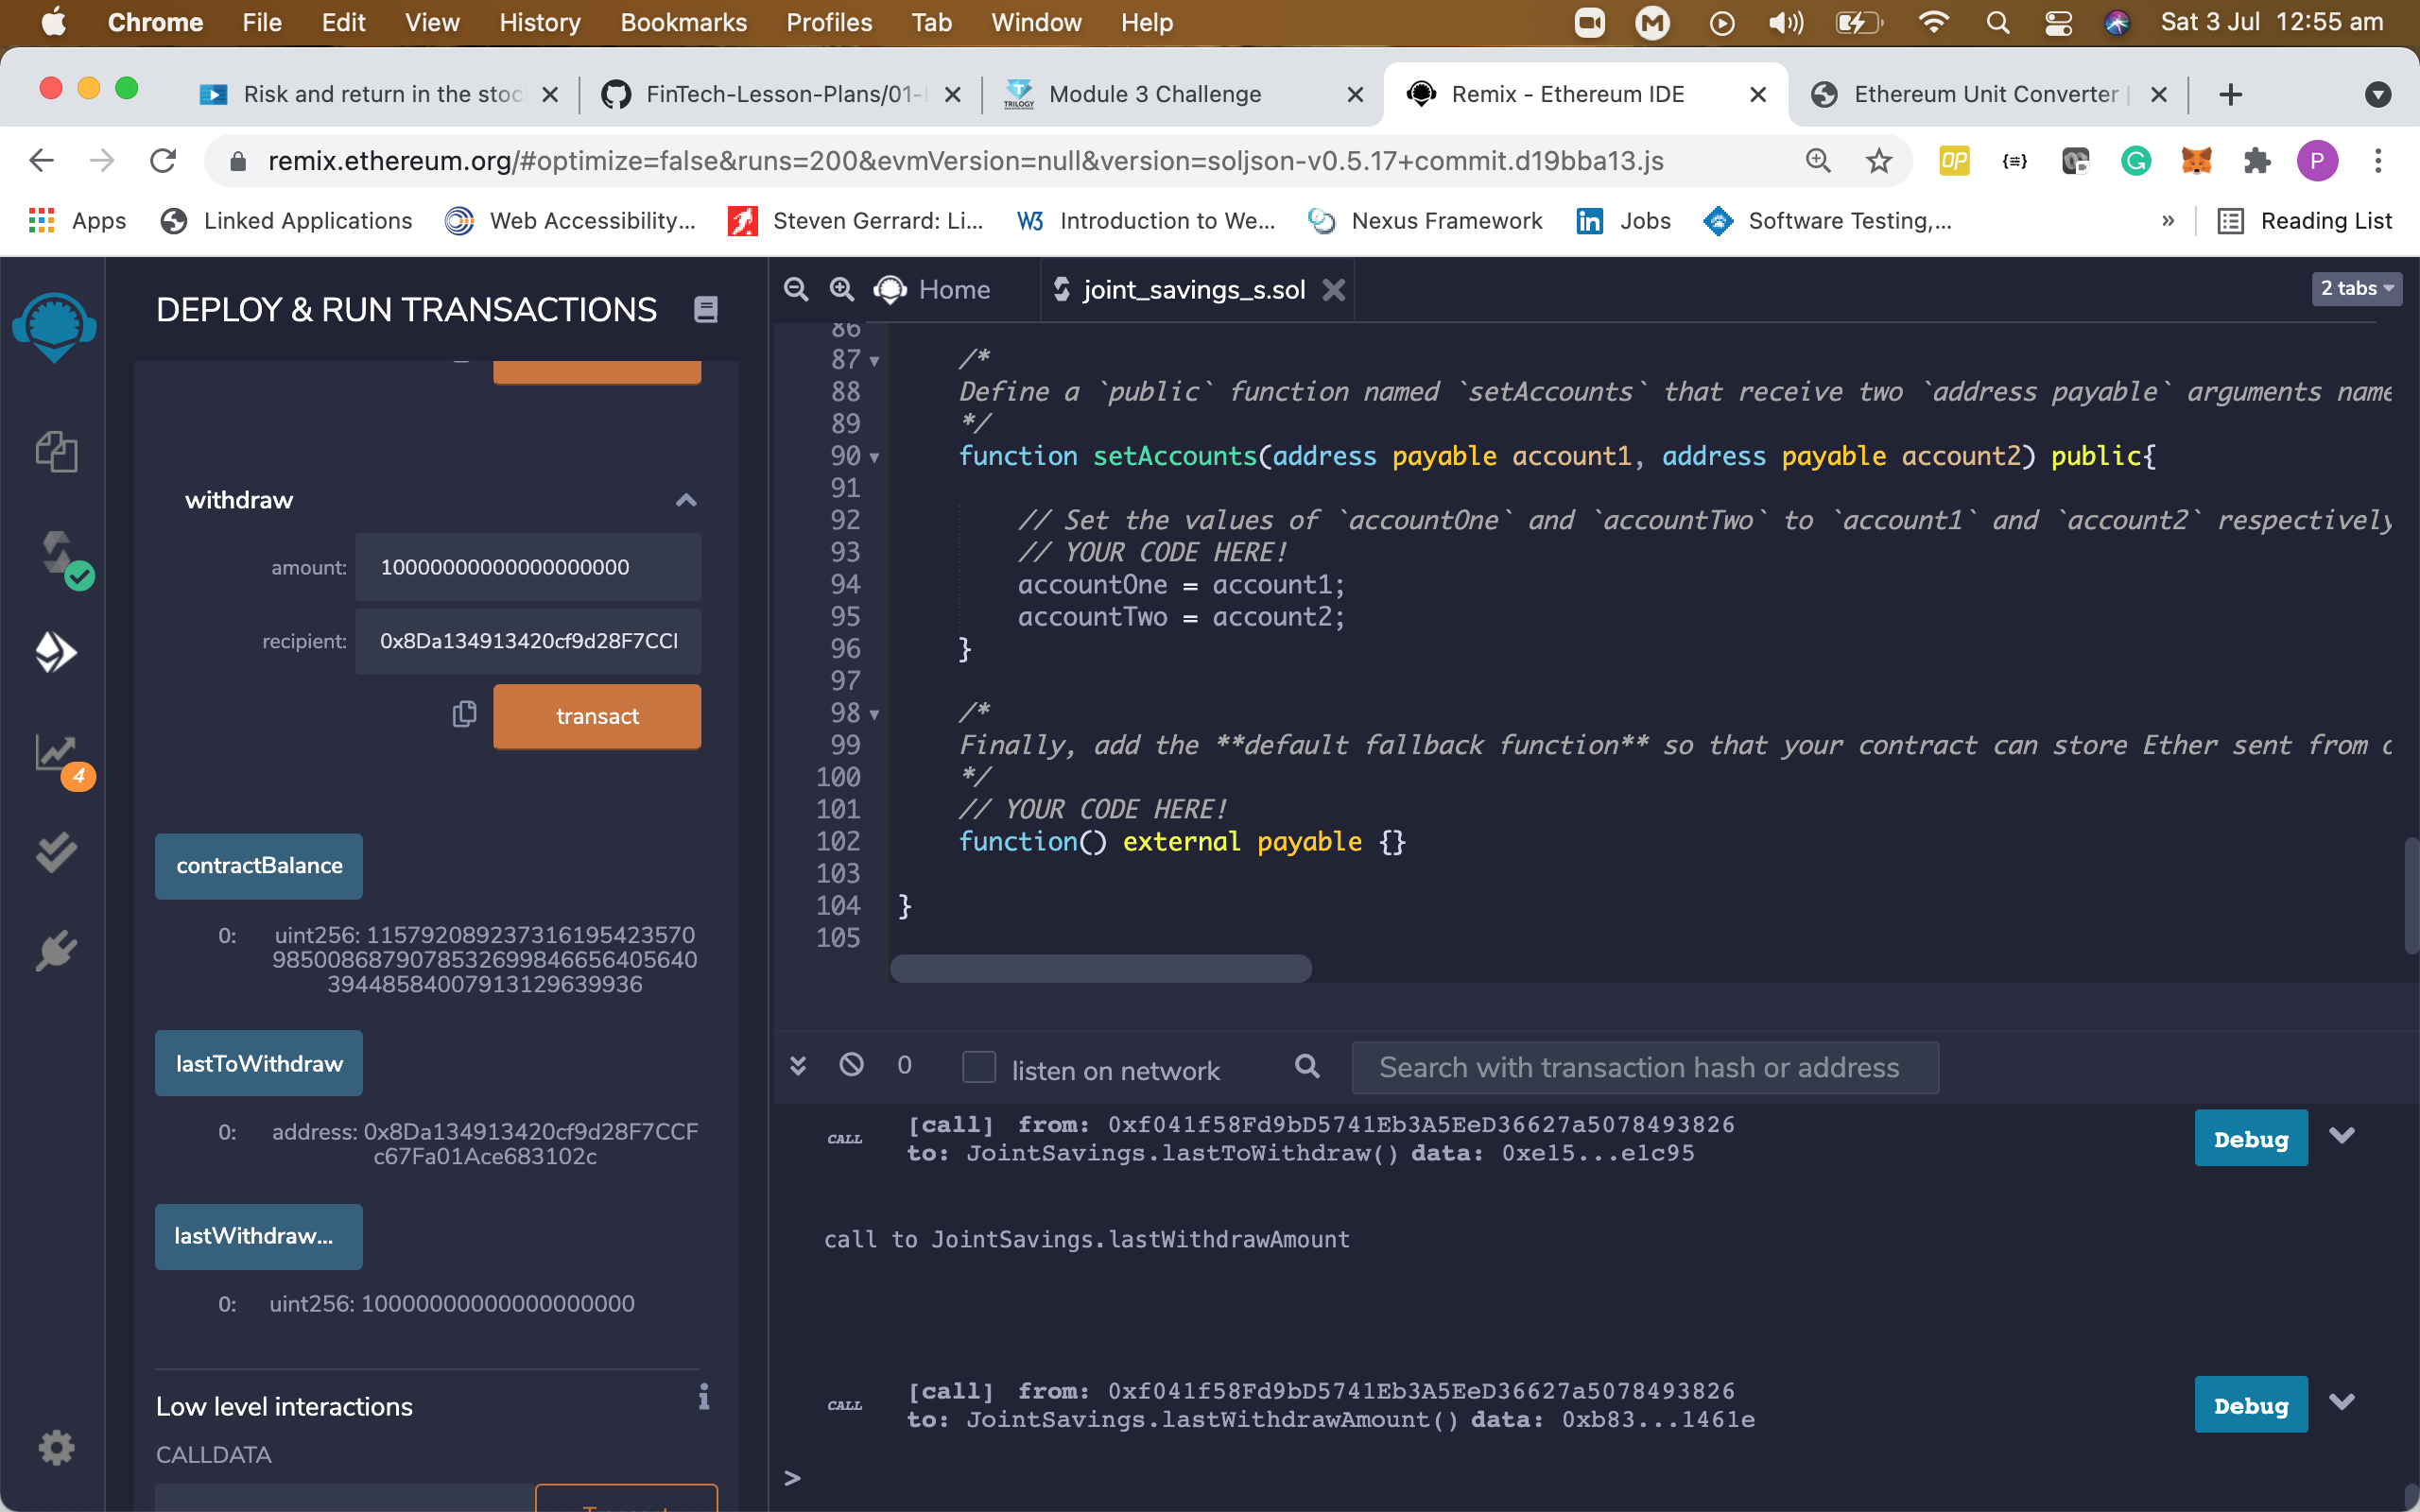 Chrome File Edit View History Bookmarks Profiles Tab Window Help Sat 3 Jul 12:55 am
Risk and return in the stoc FinTech-Lesson-Plans/01- Module 3 Challenge Remix - Ethereum IDE Ethereum Unit Converter
TRILOGY
remix.ethereum.org/#optimize=false&runs=200&evmVersion=null&version=soljson-v0.5.17+commit.d19bba13.js
OP
P
Apps Linked Applications Web Accessibility... Steven Gerrard: Li... Introduction to We... Nexus Framework Jobs Software Testing,... » Reading List
DEPLOY & RUN TRANSACTIONS
withdraw
amount: 10000000000000000000
recipient: 0x8Da134913420cf9d28F7CCI
transact
4
contractBalance
0: uint256: 115792089237316195423570
9850086879078532699846656405640
39448584007913129639936
lastToWithdraw
0: address: 0x8Da134913420cf9d28F7CCF
c67Fa01Ace683102c
lastWithdraw...
0: uint256: 10000000000000000000
Low level interactions
CALLDATA
Home joint_savings_s.sol 2 tabs
86
87 /*
88 Define a `public` function named `setAccounts` that receive two `address payable` arguments name
89 */
90 function setAccounts(address payable account1, address payable account2) public{
91
92 // Set the values of `accountOne` and `accountTwo` to `account1` and `account2` respectively
93 // YOUR CODE HERE!
94 accountOne = account1;
95 accountTwo = account2;
96 }
97
98 /*
99 Finally, add the **default fallback function** so that your contract can store Ether sent from o
100 */
101 // YOUR CODE HERE!
102 function() external payable {}
103
104 }
105
0 listen on network Search with transaction hash or address
CALL [call] from: 0xf041f58Fd9bD5741Eb3A5EeD36627a5078493826
to: JointSavings.lastToWithdraw() data: 0xe15...e1c95
Debug
call to JointSavings.lastWithdrawAmount
CALL [call] from: 0xf041f58Fd9bD5741Eb3A5EeD36627a5078493826
to: JointSavings.lastWithdrawAmount() data: 0xb83...1461e
Debug
>